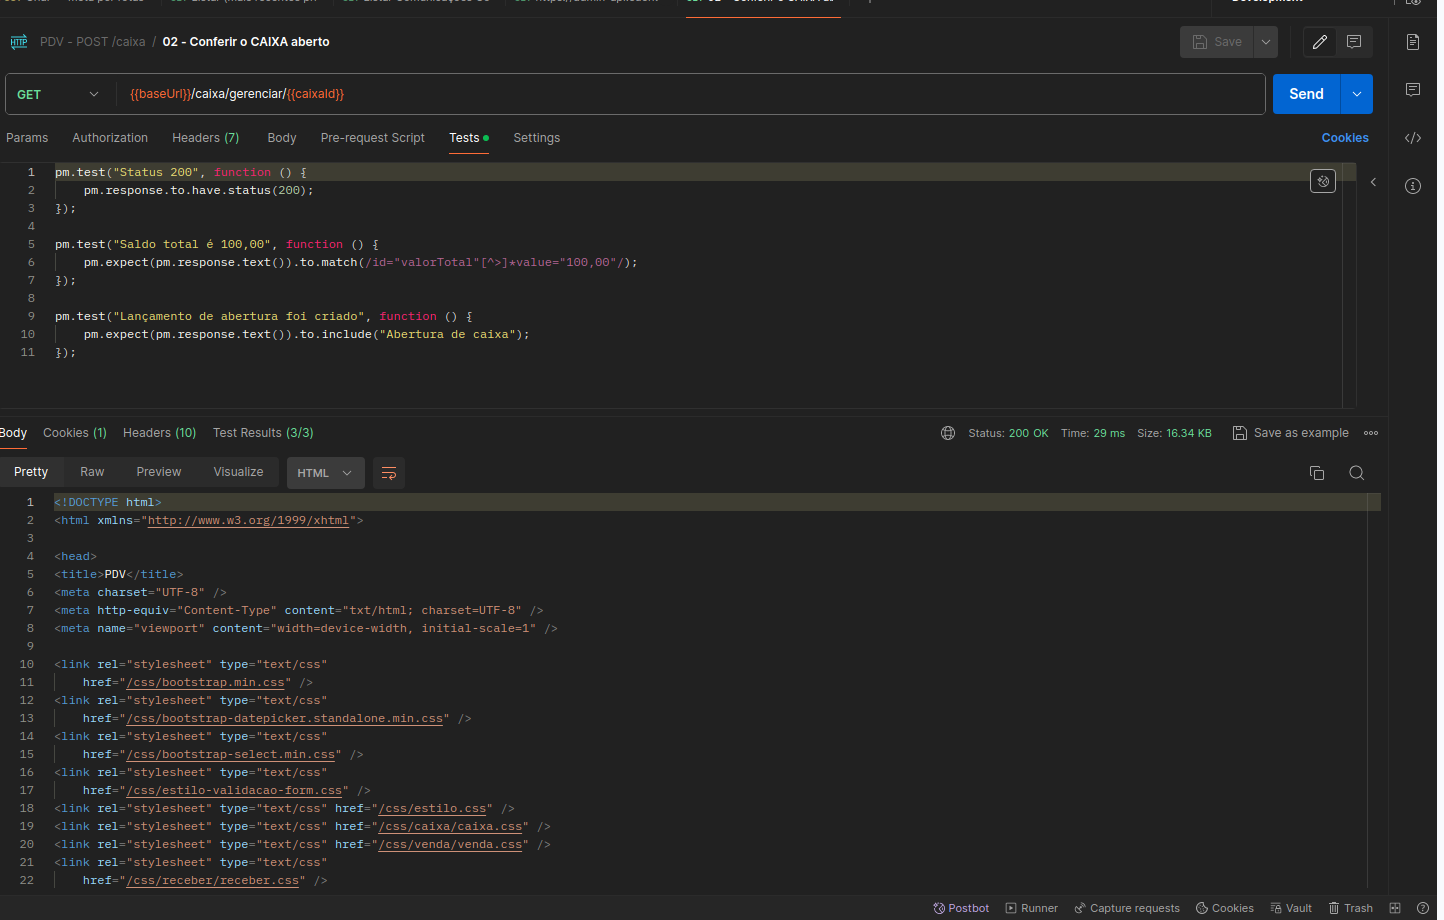 PDV - POST /caixa / 02 - Conferir o CAIXA aberto
Save
GET
{{baseUrl}}/caixa/gerenciar/{{caixaId}}
Send
Params
Authorization
Headers (7)
Body
Pre-request Script
Tests
Settings
Cookies
1 pm.test("Status 200", function () {
2 pm.response.to.have.status(200);
3 });
4
5 pm.test("Saldo total é 100,00", function () {
6 pm.expect(pm.response.text()).to.match(/id="valorTotal"[^>]*value="100,00"/);
7 });
8
9 pm.test("Lançamento de abertura foi criado", function () {
10 pm.expect(pm.response.text()).to.include("Abertura de caixa");
11 });
Body
Cookies (1)
Headers (10)
Test Results (3/3)
Status: 200 OK
Time: 29 ms
Size: 16.34 KB
Save as example
Pretty
Raw
Preview
Visualize
HTML
1 <!DOCTYPE html>
2 <html xmlns="http://www.w3.org/1999/xhtml">
3
4 <head>
5 <title>PDV</title>
6 <meta charset="UTF-8" />
7 <meta http-equiv="Content-Type" content="txt/html; charset=UTF-8" />
8 <meta name="viewport" content="width=device-width, initial-scale=1" />
9
10 <link rel="stylesheet" type="text/css"
11 href="/css/bootstrap.min.css" />
12 <link rel="stylesheet" type="text/css"
13 href="/css/bootstrap-datepicker.standalone.min.css" />
14 <link rel="stylesheet" type="text/css"
15 href="/css/bootstrap-select.min.css" />
16 <link rel="stylesheet" type="text/css"
17 href="/css/estilo-validacao-form.css" />
18 <link rel="stylesheet" type="text/css" href="/css/estilo.css" />
19 <link rel="stylesheet" type="text/css" href="/css/caixa/caixa.css" />
20 <link rel="stylesheet" type="text/css" href="/css/venda/venda.css" />
21 <link rel="stylesheet" type="text/css"
22 href="/css/receber/receber.css" />
Postbot
Runner
Capture requests
Cookies
Vault
Trash